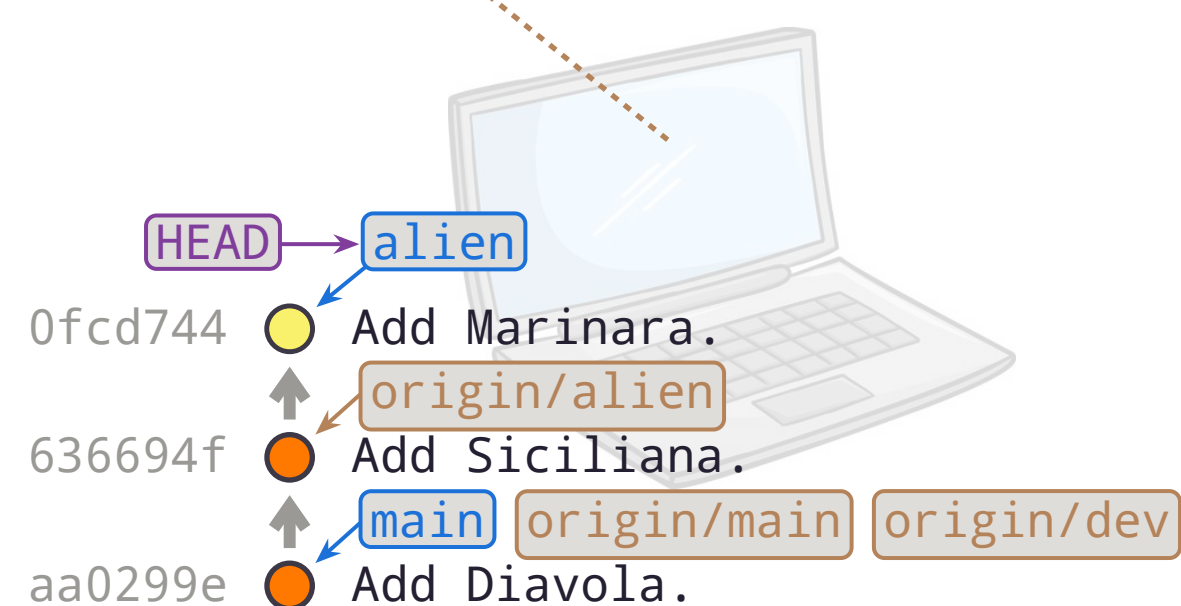 HEAD alien
0fcd744 Add Marinara.
origin/alien
636694f Add Siciliana.
main origin/main origin/dev
aa0299e Add Diavola.